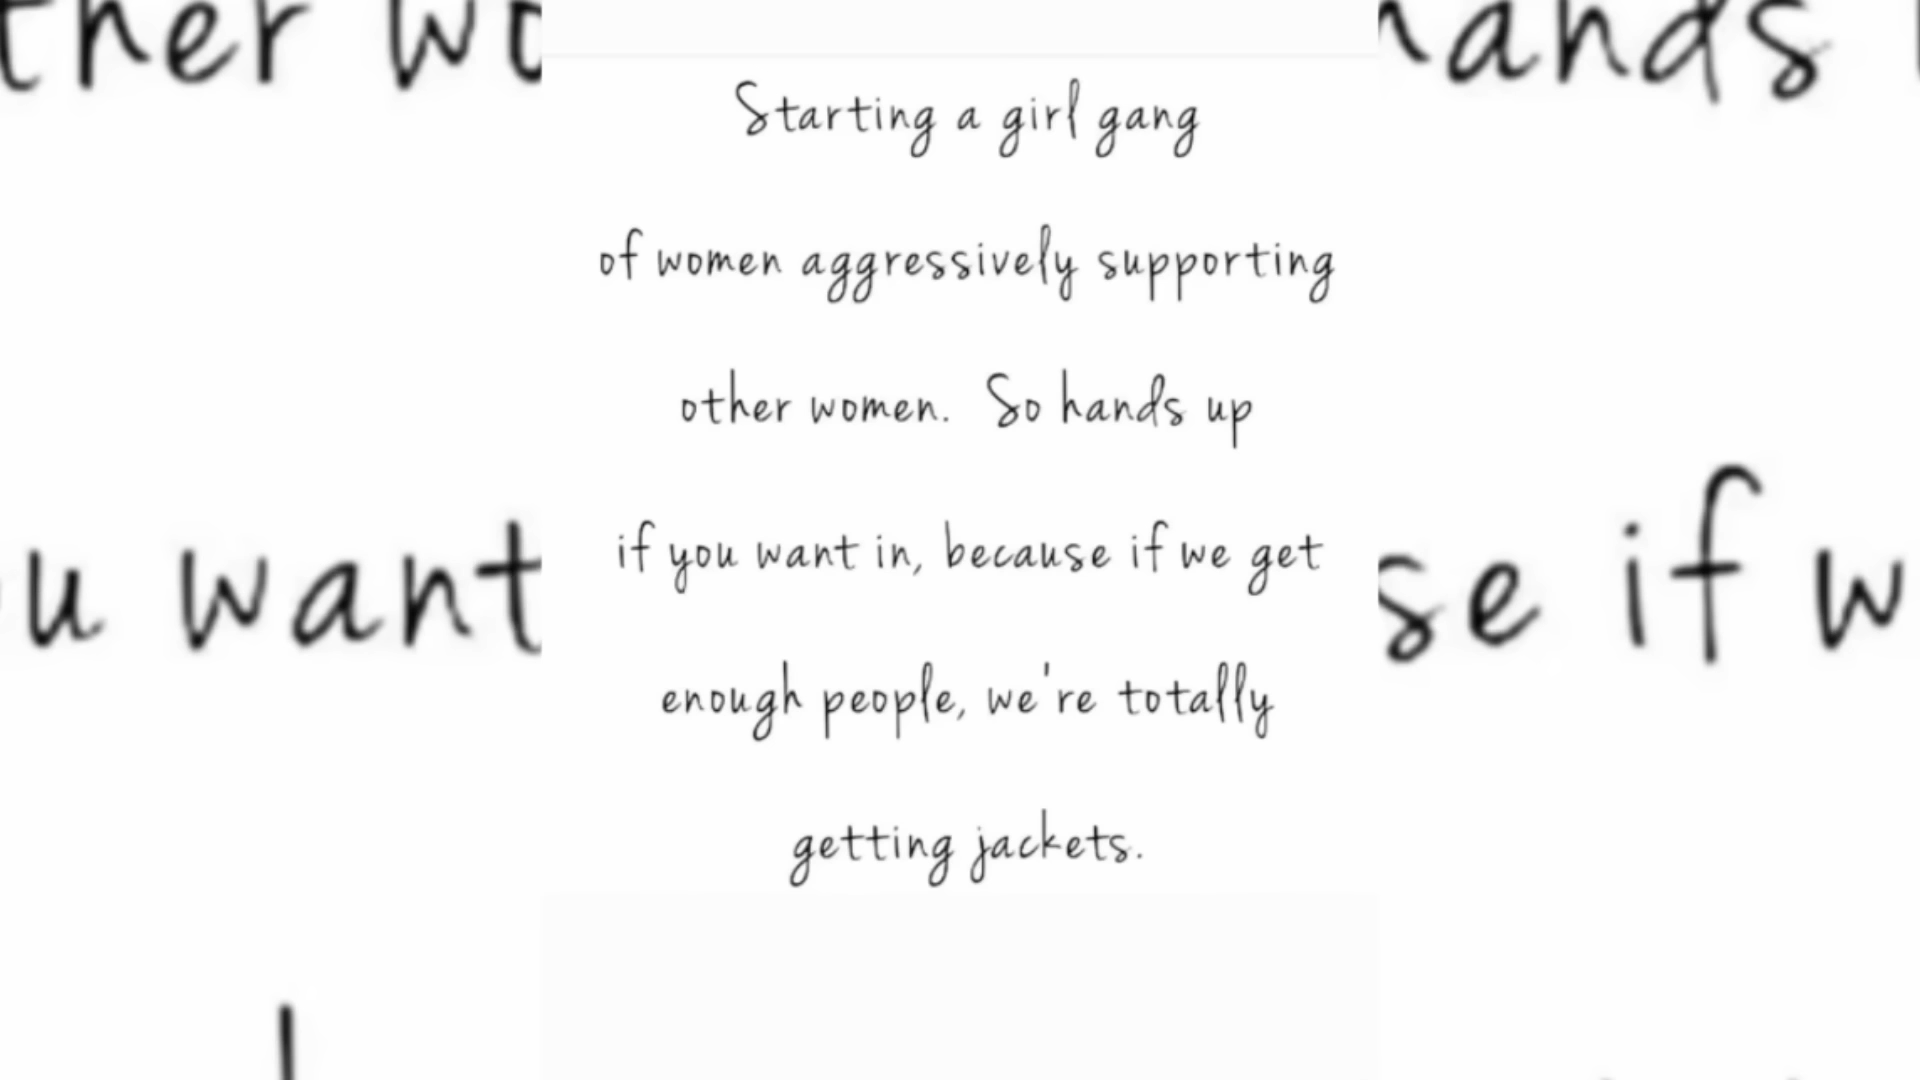 Starting a girl gang
of women aggressively supporting
other women. So hands up
if you want in, because if we get
enough people, we're totally
getting jackets.